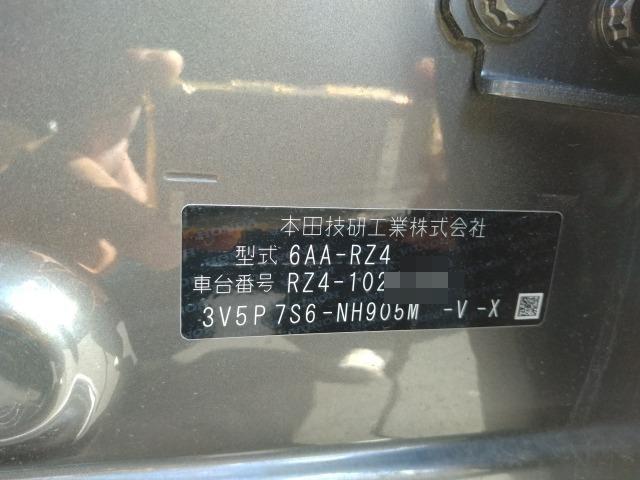 本田技研工業株式会社
型式 6AA-RZ4
車台番号 RZ4-102
3V5P 7S6-NH905M -V -X